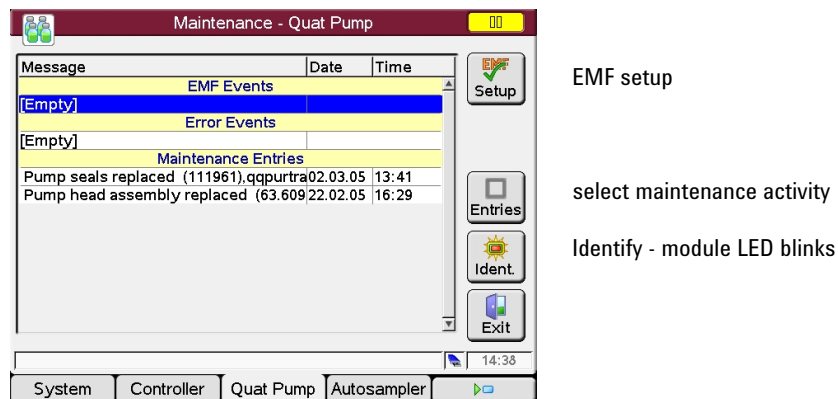 Maintenance - Quat Pump
Message Date Time
EMF Events
[Empty]
Error Events
[Empty]
Maintenance Entries
Pump seals replaced (111961),qqpurtra 02.03.05 13:41
Pump head assembly replaced (63.609 22.02.05 16:29
EMF
Setup
EMF setup
Entries
select maintenance activity
Ident.
Identify - module LED blinks
Exit
14:38
System Controller Quat Pump Autosampler